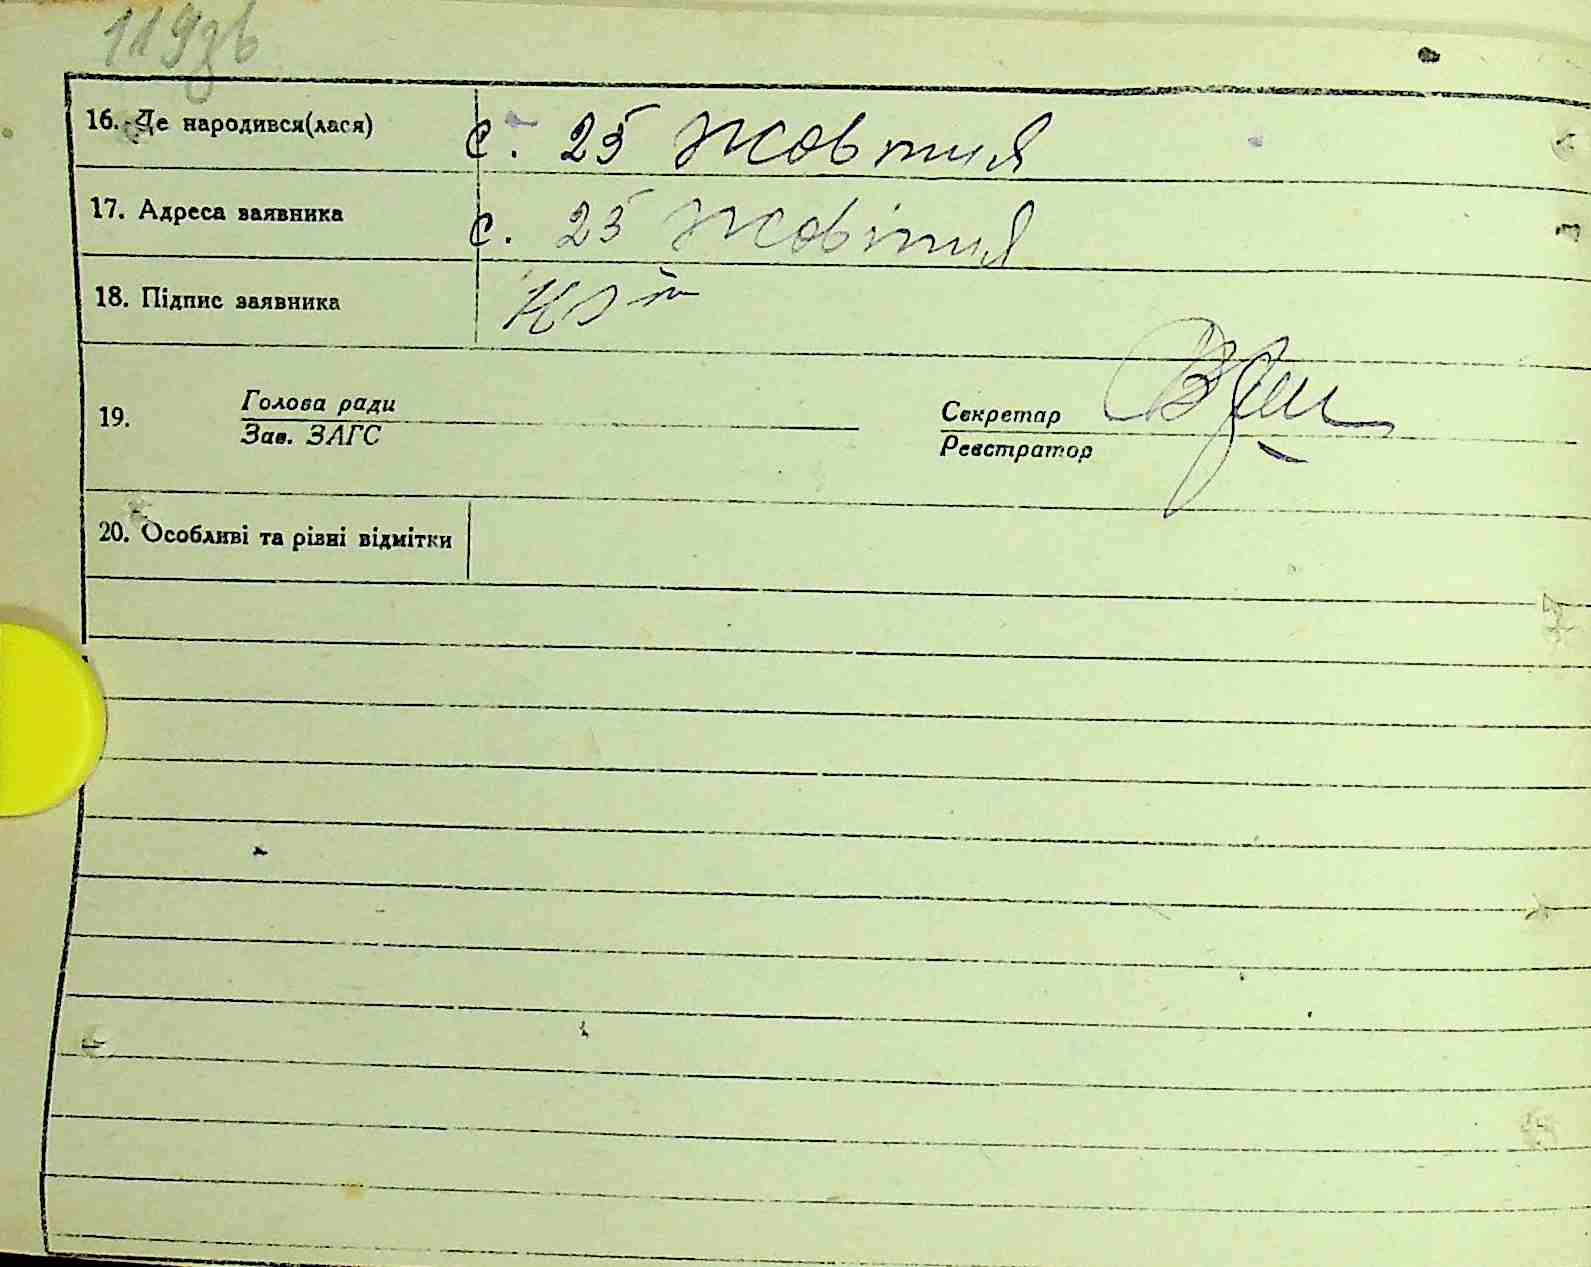 119зв
16. Де народився(лася) с. 25 Жовтня
17. Адреса заявника с. 25 Жовтня
18. Підпис заявника
19. Голова ради Секретар
Зав. ЗАГС Реєстратор
20. Особливі та різні відмітки